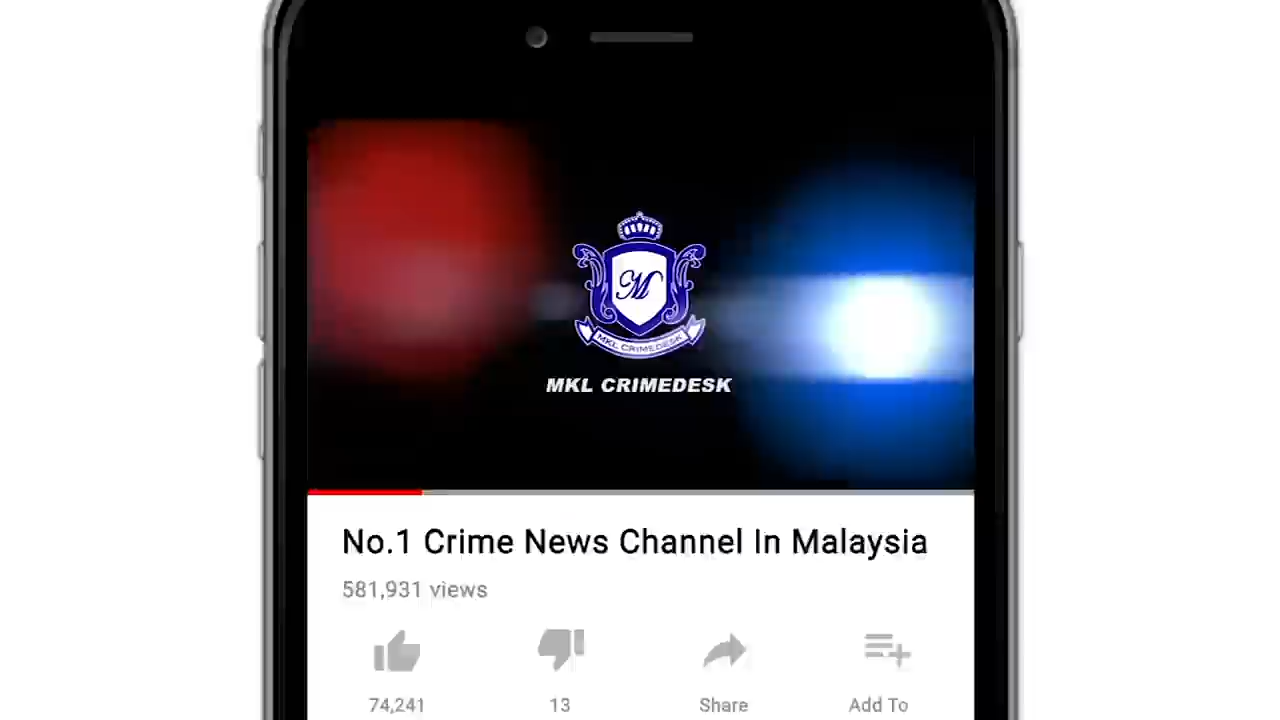 M
MKL CRIMEDESK
MKL CRIMEDESK
No.1 Crime News Channel In Malaysia
581,931 views
74,241
13
Share
Add To